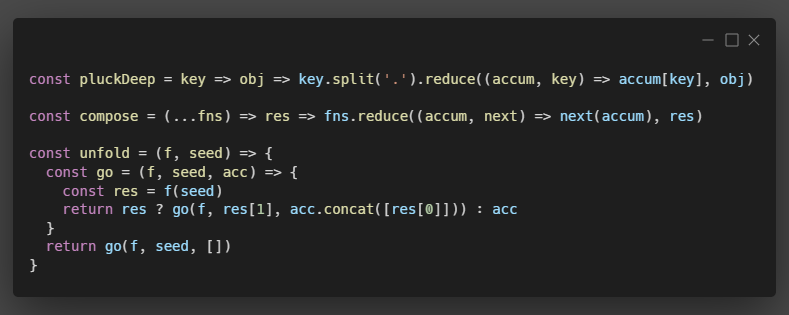 const pluckDeep = key => obj => key.split('.').reduce((accum, key) => accum[key], obj)
const compose = (...fns) => res => fns.reduce((accum, next) => next(accum), res)
const unfold = (f, seed) => {
  const go = (f, seed, acc) => {
    const res = f(seed)
    return res ? go(f, res[1], acc.concat([res[0]])) : acc
  }
  return go(f, seed, [])
}